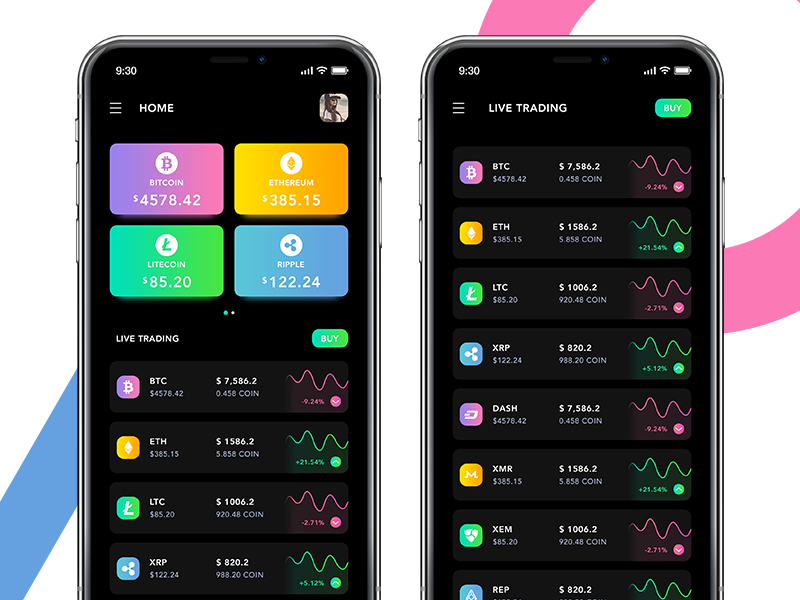 9:30
HOME
BITCOIN
$4578.42
ETHEREUM
$385.15
LITECOIN
$85.20
RIPPLE
$122.24
LIVE TRADING
BUY
BTC $ 7,586.2
$4578.42 0.458 COIN
-9.24%
ETH $ 1586.2
$385.15 5.858 COIN
+21.54%
LTC $ 1006.2
$85.20 920.48 COIN
-2.71%
XRP $ 820.2
$122.24 988.20 COIN
+5.12%
9:30
LIVE TRADING
BUY
BTC $ 7,586.2
$4578.42 0.458 COIN
-9.24%
ETH $ 1586.2
$385.15 5.858 COIN
+21.54%
LTC $ 1006.2
$85.20 920.48 COIN
-2.71%
XRP $ 820.2
$122.24 988.20 COIN
+5.12%
DASH $ 7,586.2
$4578.42 0.458 COIN
-9.24%
XMR $ 1586.2
$385.15 5.858 COIN
+21.54%
XEM $ 1006.2
$85.20 920.48 COIN
-2.71%
REP $ 820.2